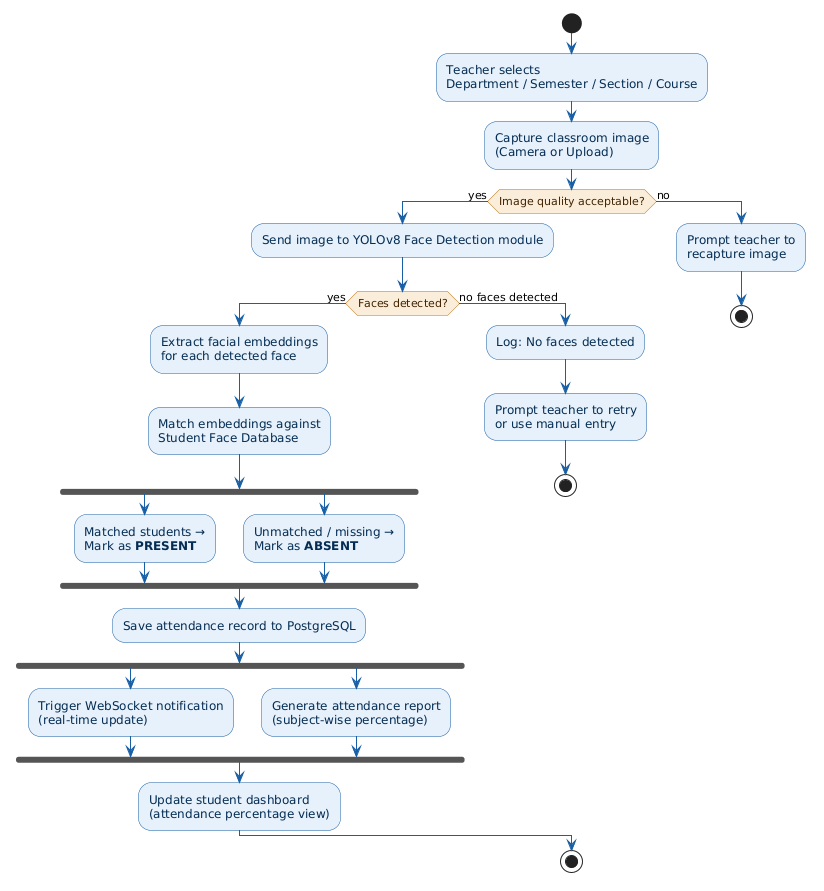 Teacher selects
Department / Semester / Section / Course
Capture classroom image
(Camera or Upload)
yes
Image quality acceptable?
no
Send image to YOLOv8 Face Detection module
Prompt teacher to
recapture image
yes
Faces detected?
no faces detected
Extract facial embeddings
for each detected face
Log: No faces detected
Match embeddings against
Student Face Database
Prompt teacher to retry
or use manual entry
Matched students →
Mark as PRESENT
Unmatched / missing →
Mark as ABSENT
Save attendance record to PostgreSQL
Trigger WebSocket notification
(real-time update)
Generate attendance report
(subject-wise percentage)
Update student dashboard
(attendance percentage view)